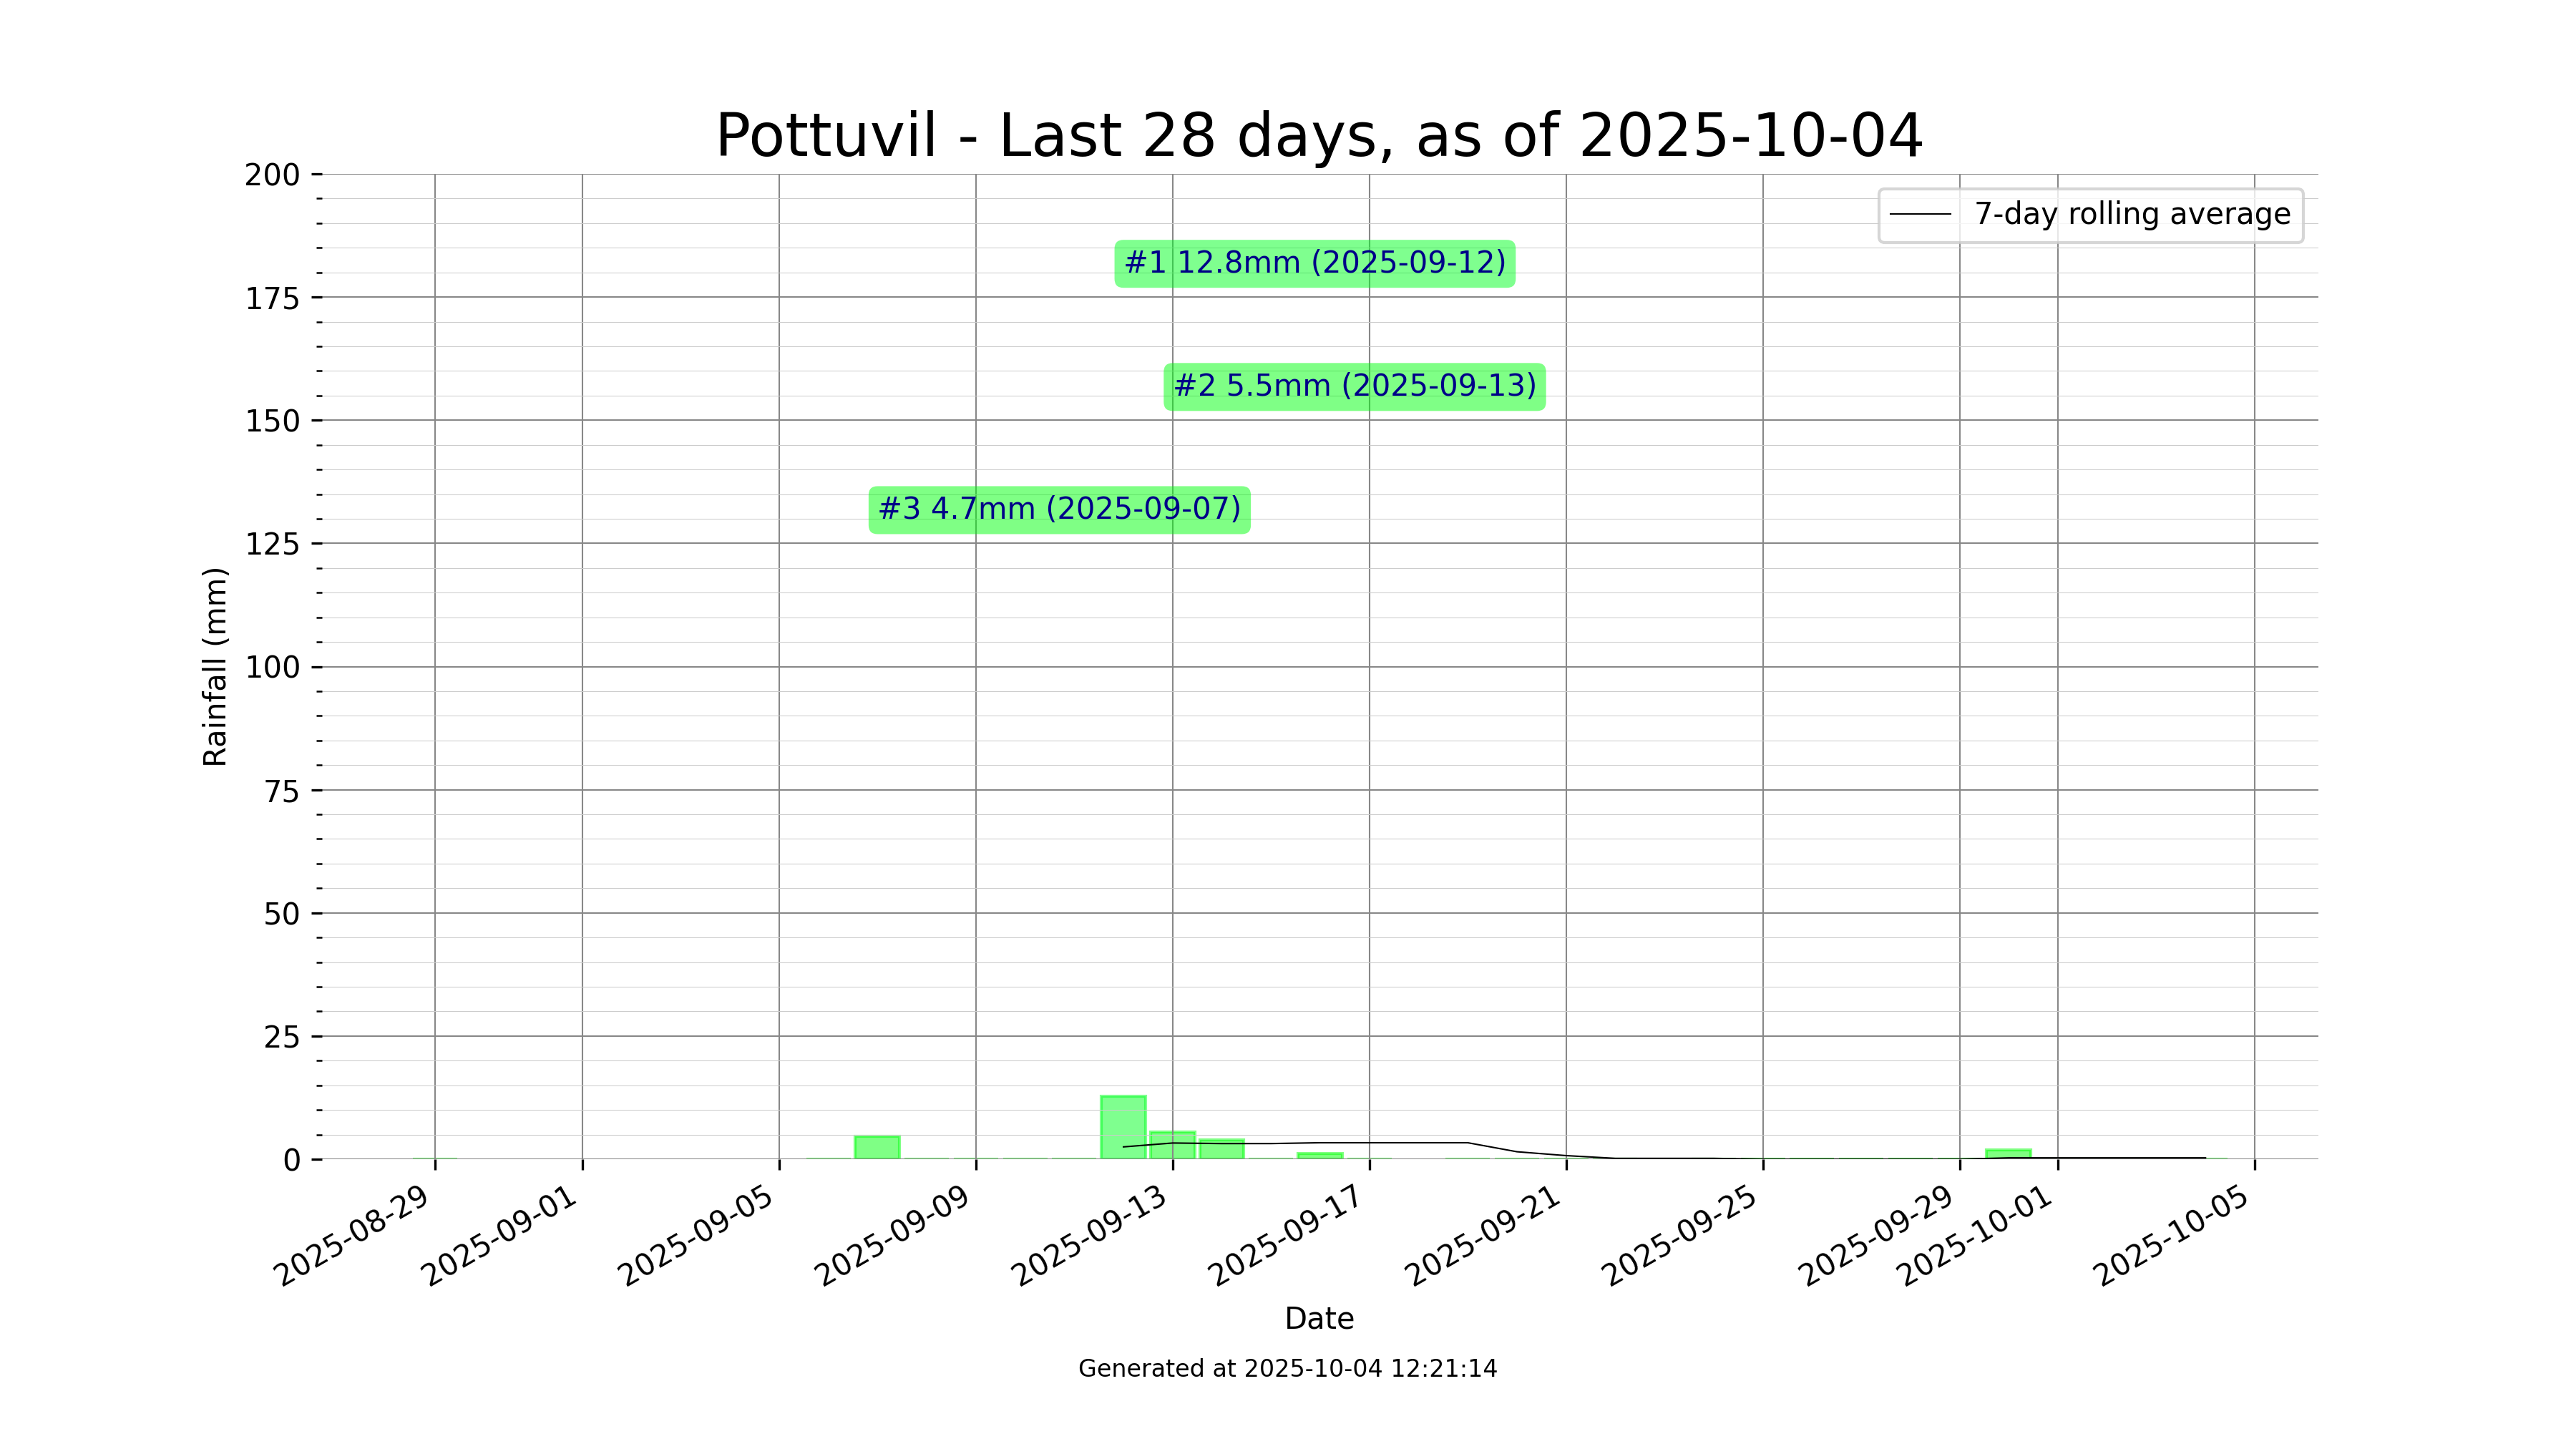 Pottuvil - Last 28 days, as of 2025-10-04
200
175
150
125
100
75
50
25
0
Rainfall (mm)
7-day rolling average
#1 12.8mm (2025-09-12)
#2 5.5mm (2025-09-13)
#3 4.7mm (2025-09-07)
2025-08-29
2025-09-01
2025-09-05
2025-09-09
2025-09-13
2025-09-17
2025-09-21
2025-09-25
2025-09-29
2025-10-01
2025-10-05
Date
Generated at 2025-10-04 12:21:14